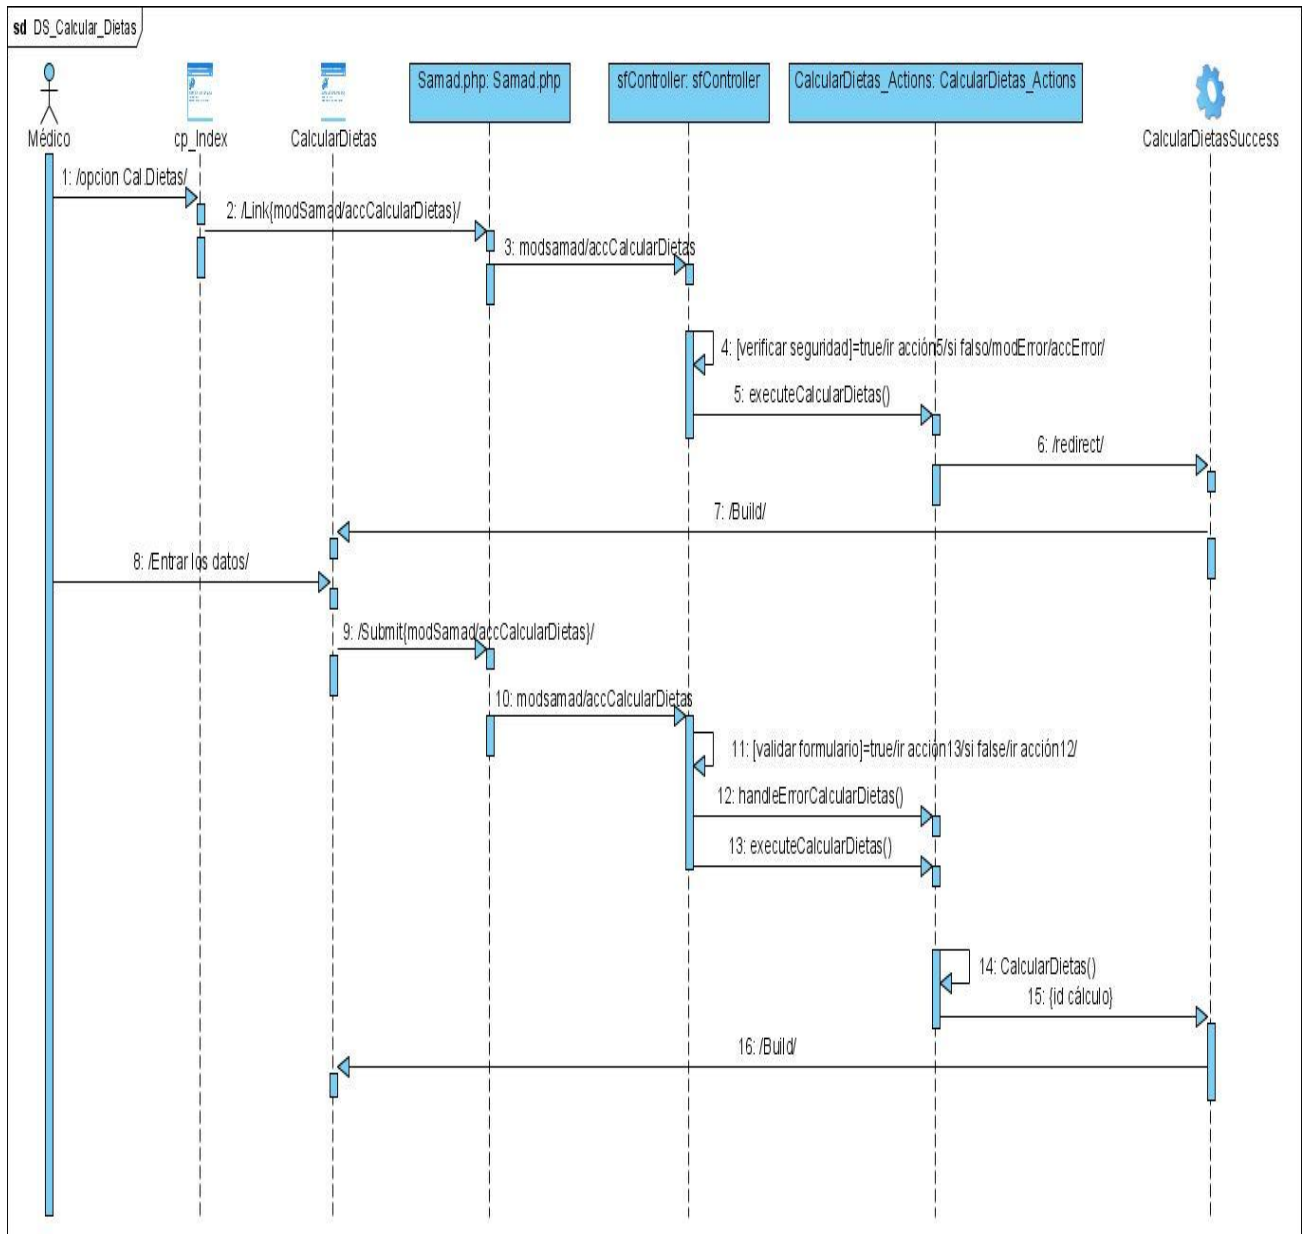 sd DS_Calcular_Dietas
Médico
cp_Index
CalcularDietas
Samad.php: Samad.php
sfController: sfController
CalcularDietas_Actions: CalcularDietas_Actions
CalcularDietasSuccess
1: /opcion Cal.Dietas/
2: /Link{modSamad/accCalcularDietas}/
3: modsamad/accCalcularDietas
4: [verificar seguridad]=true/ir acción5/si falso/modError/accError/
5: executeCalcularDietas()
6: /redirect/
7: /Build/
8: /Entrar los datos/
9: /Submit{modSamad/accCalcularDietas}/
10: modsamad/accCalcularDietas
11: [validar formulario]=true/ir acción13/si false/ir acción12/
12: handleErrorCalcularDietas()
13: executeCalcularDietas()
14: CalcularDietas()
15: {id cálculo}
16: /Build/